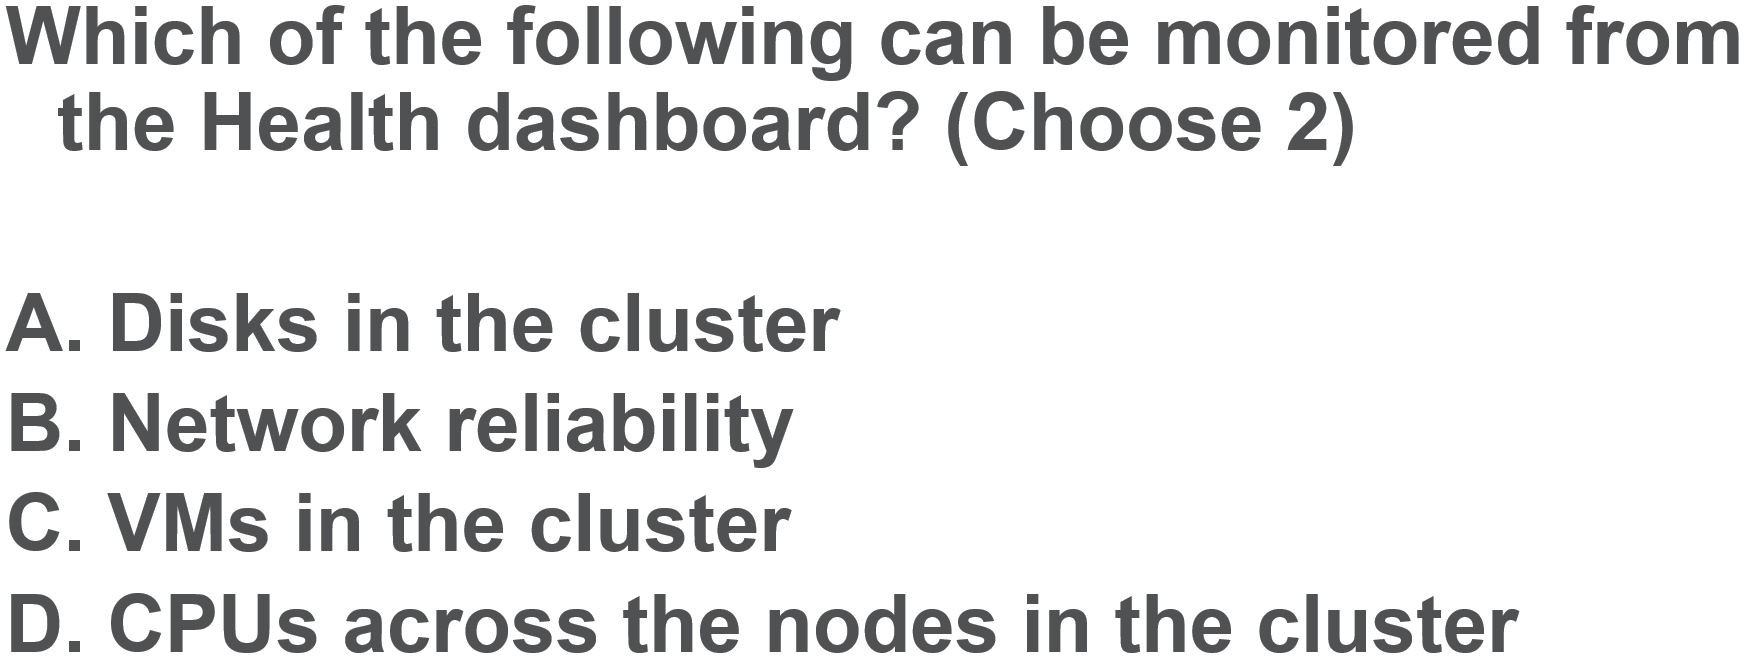 Which of the following can be monitored from
the Health dashboard? (Choose 2)
A. Disks in the cluster
B. Network reliability
C. VMs in the cluster
D. CPUs across the nodes in the cluster